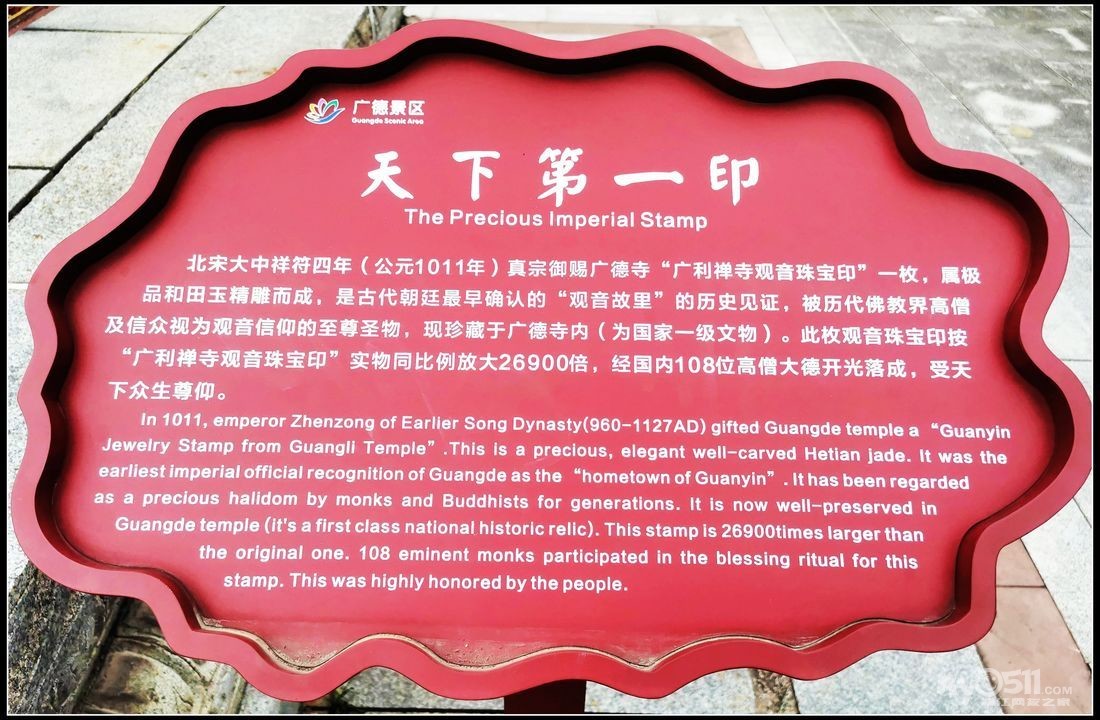 广德景区
Guangde Scenic Area
天下第一印
The Precious Imperial Stamp
北宋大中祥符四年（公元1011年）真宗御赐广德寺“广利禅寺观音珠宝印”一枚，属极
品和田玉精雕而成，是古代朝廷最早确认的“观音故里”的历史见证，被历代佛教界高僧
及信众视为观音信仰的至尊圣物，现珍藏于广德寺内（为国家一级文物）。此枚观音珠宝印按
“广利禅寺观音珠宝印”实物同比例放大26900倍，经国内108位高僧大德开光落成，受天
下众生尊仰。
In 1011, emperor Zhenzong of Earlier Song Dynasty(960-1127AD) gifted Guangde temple a “Guanyin
Jewelry Stamp from Guangli Temple”.This is a precious, elegant well-carved Hetian jade. It was the
earliest imperial official recognition of Guangde as the “hometown of Guanyin”. It has been regarded
as a precious halidom by monks and Buddhists for generations. It is now well-preserved in
Guangde temple (it's a first class national historic relic). This stamp is 26900times larger than
the original one. 108 eminent monks participated in the blessing ritual for this
stamp. This was highly honored by the people.
511.COM